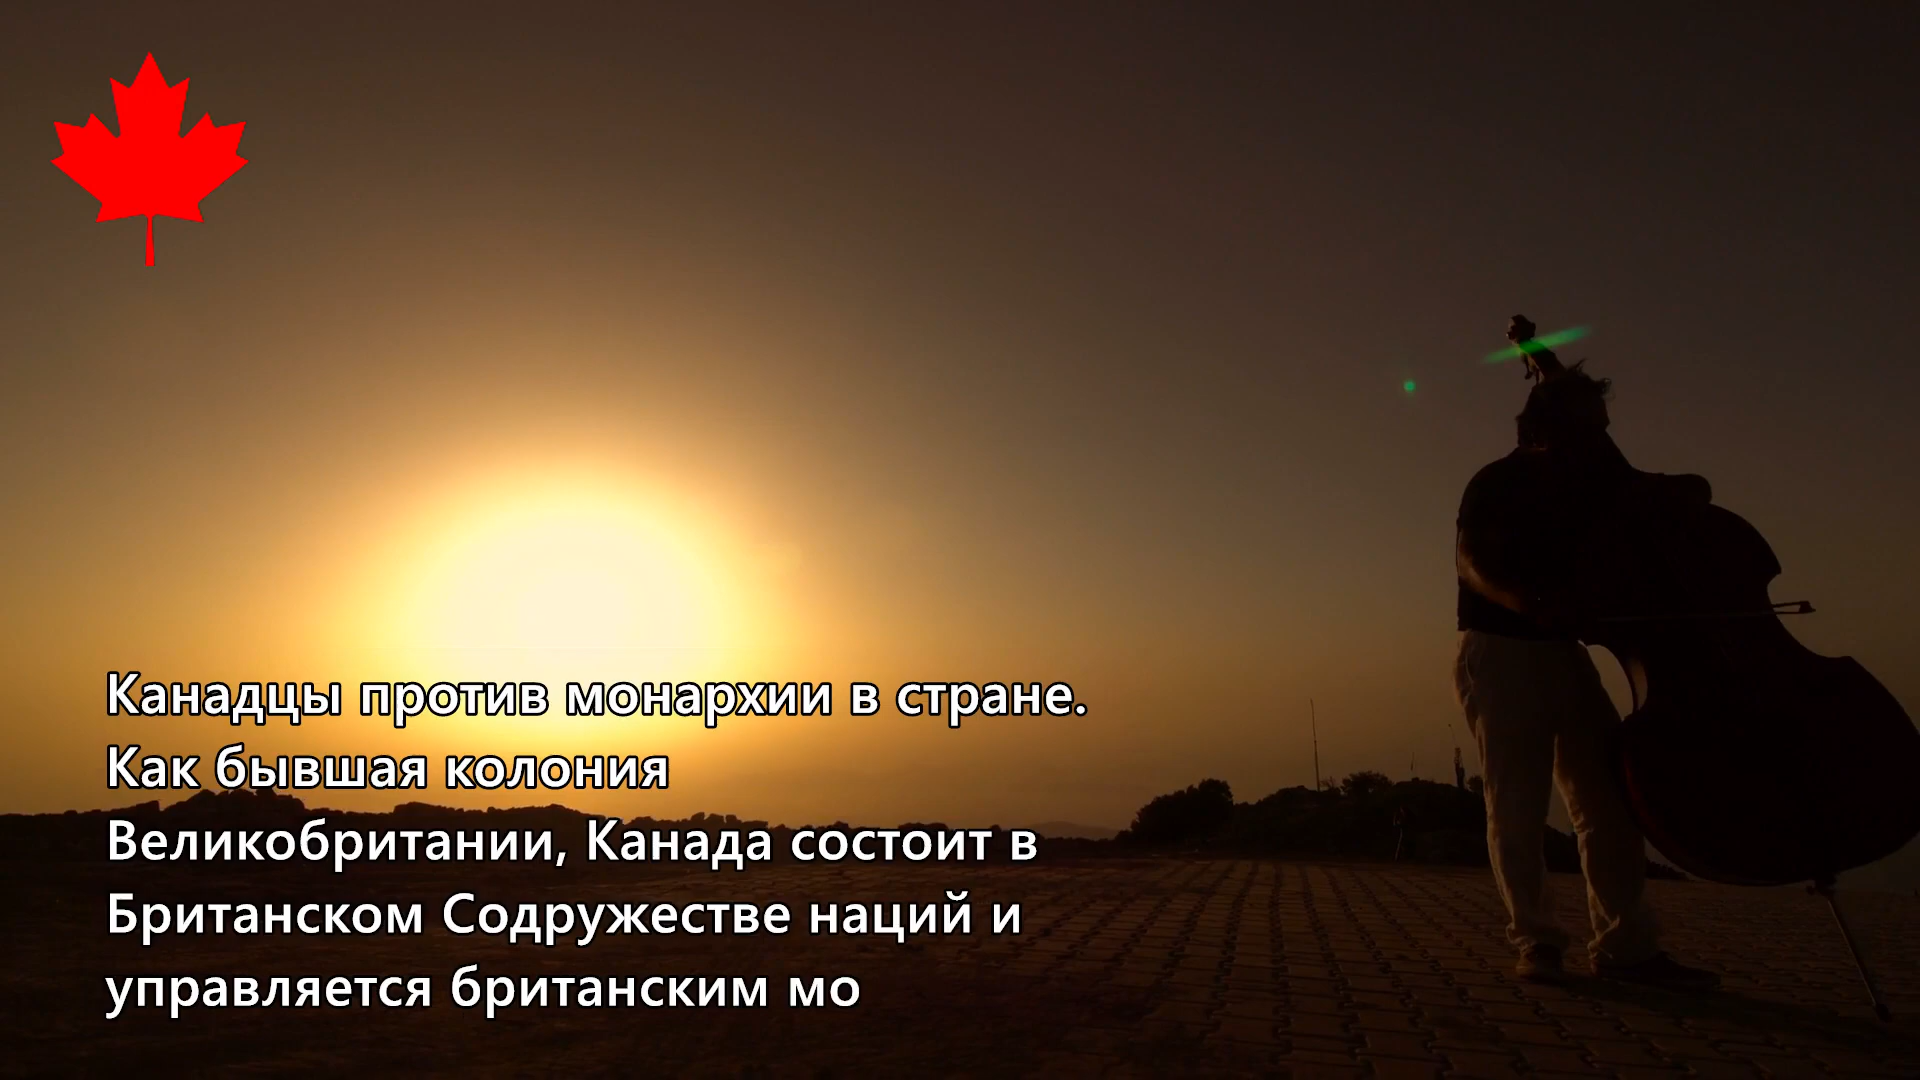 Канадцы против монархии в стране.
Как бывшая колония
Великобритании, Канада состоит в
Британском Содружестве наций и
управляется британским мо